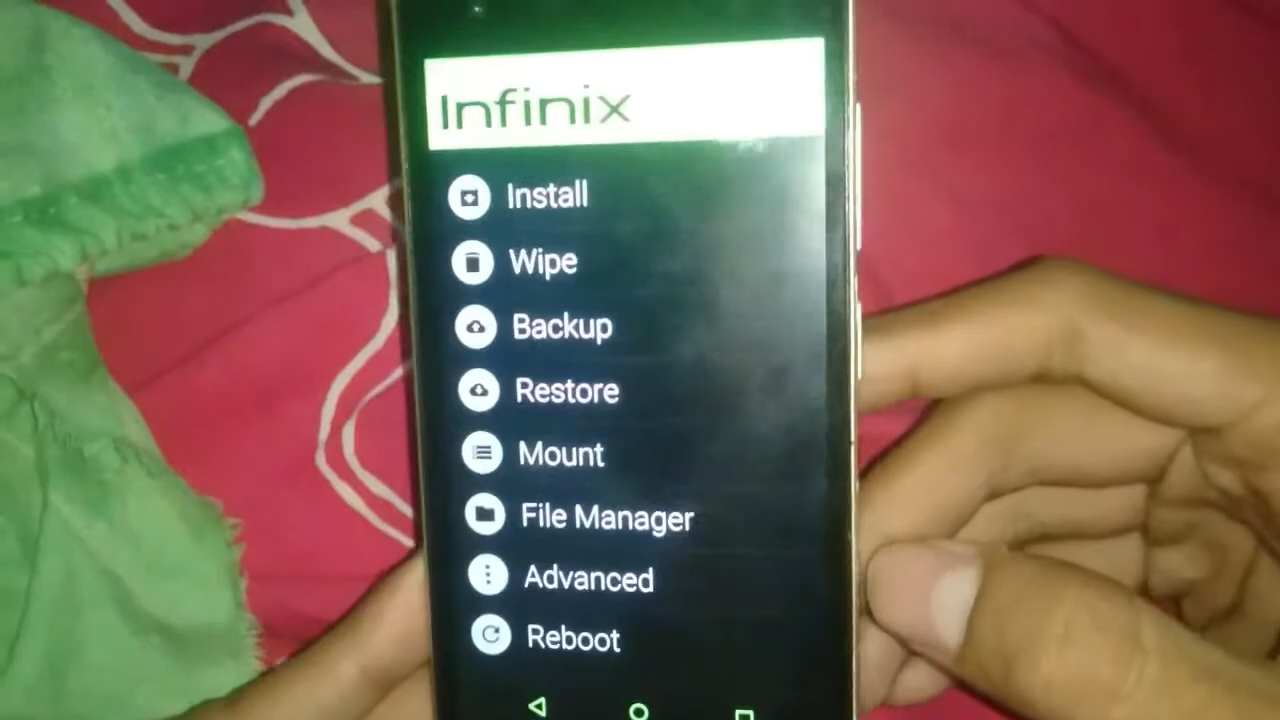 Infinix
Install
Wipe
Backup
Restore
Mount
File Manager
Advanced
Reboot